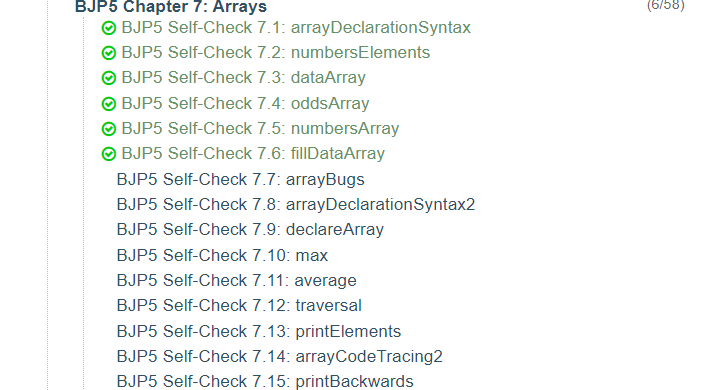 BJP5 Chapter 7: Arrays (6/58)
BJP5 Self-Check 7.1: arrayDeclarationSyntax
BJP5 Self-Check 7.2: numbersElements
BJP5 Self-Check 7.3: dataArray
BJP5 Self-Check 7.4: oddsArray
BJP5 Self-Check 7.5: numbersArray
BJP5 Self-Check 7.6: fillDataArray
BJP5 Self-Check 7.7: arrayBugs
BJP5 Self-Check 7.8: arrayDeclarationSyntax2
BJP5 Self-Check 7.9: declareArray
BJP5 Self-Check 7.10: max
BJP5 Self-Check 7.11: average
BJP5 Self-Check 7.12: traversal
BJP5 Self-Check 7.13: printElements
BJP5 Self-Check 7.14: arrayCodeTracing2
BJP5 Self-Check 7.15: printBackwards